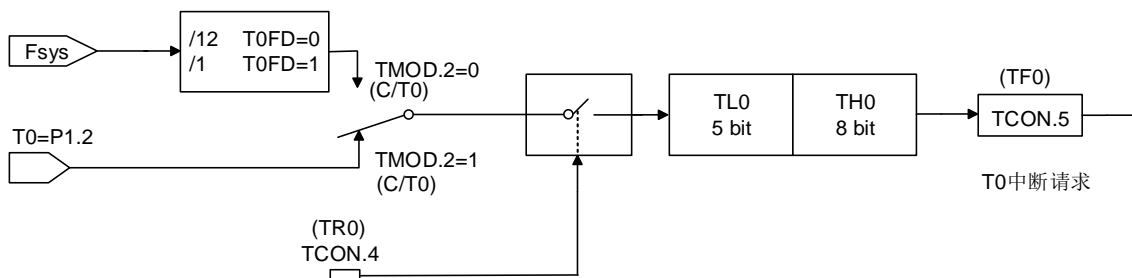 Fsys
/12 T0FD=0
/1 T0FD=1
TMOD.2=0
(C/T0)
T0=P1.2
TMOD.2=1
(C/T0)
(TR0)
TCON.4
TL0
5 bit
TH0
8 bit
(TF0)
TCON.5
T0中断请求